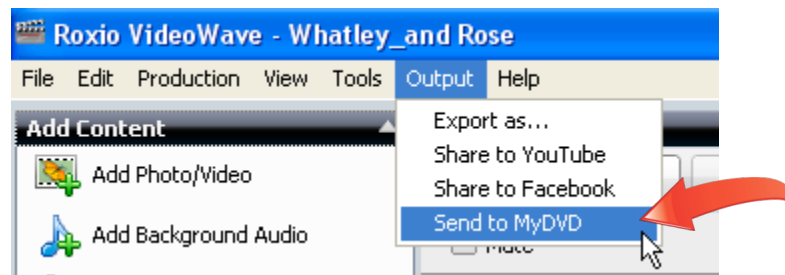 Roxio VideoWave - Whatley_and Rose
File Edit Production View Tools Output Help
Add Content
Export as...
Share to YouTube
Add Photo/Video
Share to Facebook
Send to MyDVD
Add Background Audio
Mute